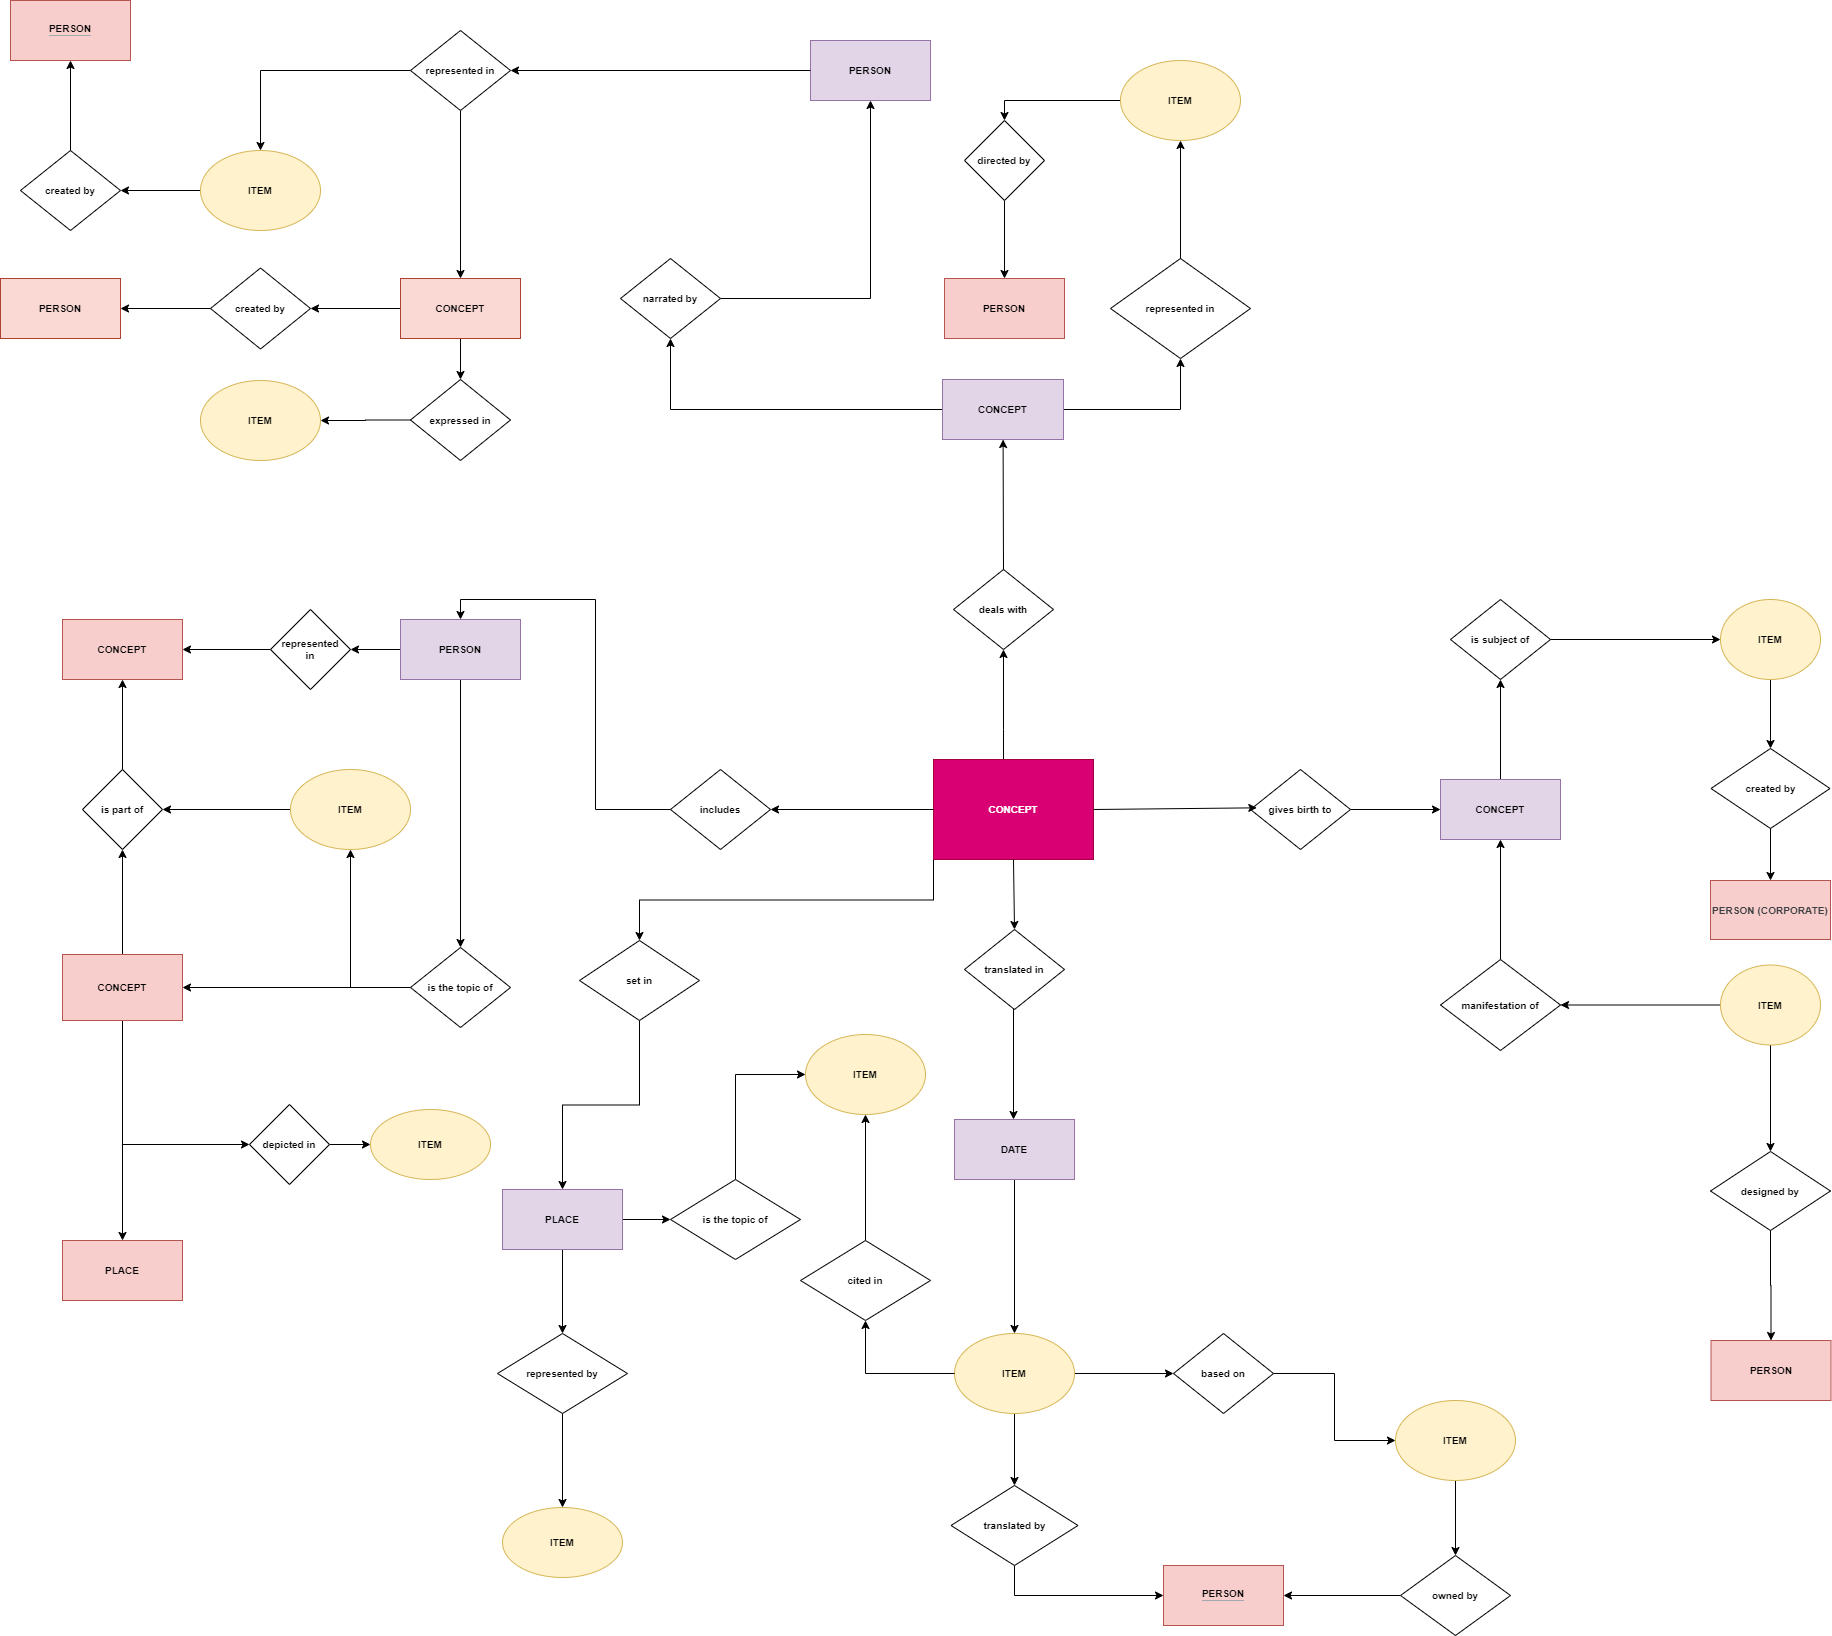 PERSON
represented in
PERSON
ITEM
directed by
created by
ITEM
narrated by
PERSON
created by
CONCEPT
PERSON
represented in
ITEM
expressed in
CONCEPT
deals with
is subject of
ITEM
CONCEPT
represented
in
PERSON
created by
is part of
ITEM
includes
CONCEPT
gives birth to
CONCEPT
PERSON (CORPORATE)
CONCEPT
is the topic of
set in
translated in
manifestation of
ITEM
ITEM
depicted in
ITEM
DATE
designed by
PLACE
is the topic of
PLACE
cited in
represented by
ITEM
based on
PERSON
ITEM
translated by
ITEM
PERSON
owned by